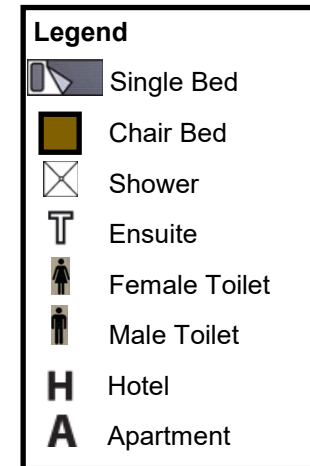 Legend
Single Bed
Chair Bed
Shower
T Ensuite
Female Toilet
Male Toilet
H Hotel
A Apartment